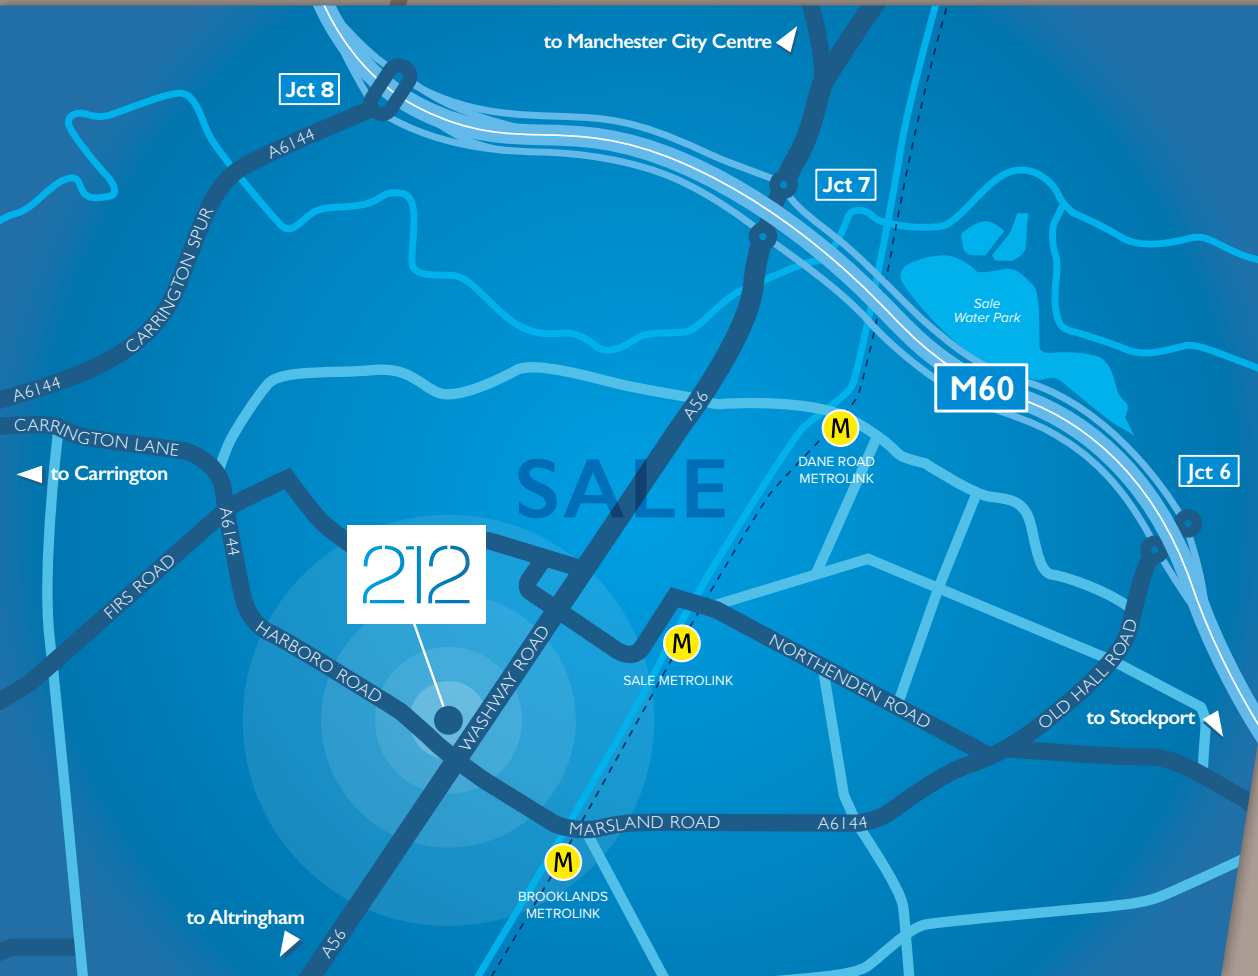 to Manchester City Centre
Jct 8
A6144
Jct 7
CARRINGTON SPUR
Sale
Water Park
A6144
M60
A56
CARRINGTON LANE
DANE ROAD
METROLINK
to Carrington
SALE
Jct 6
A6144
212
FIRS ROAD
HARBORO ROAD
WASHWAY ROAD
SALE METROLINK
NORTHENDEN ROAD
OLD HALL ROAD
to Stockport
MARSLAND ROAD
A6144
BROOKLANDS
METROLINK
to Altringham
A56
M
M
M